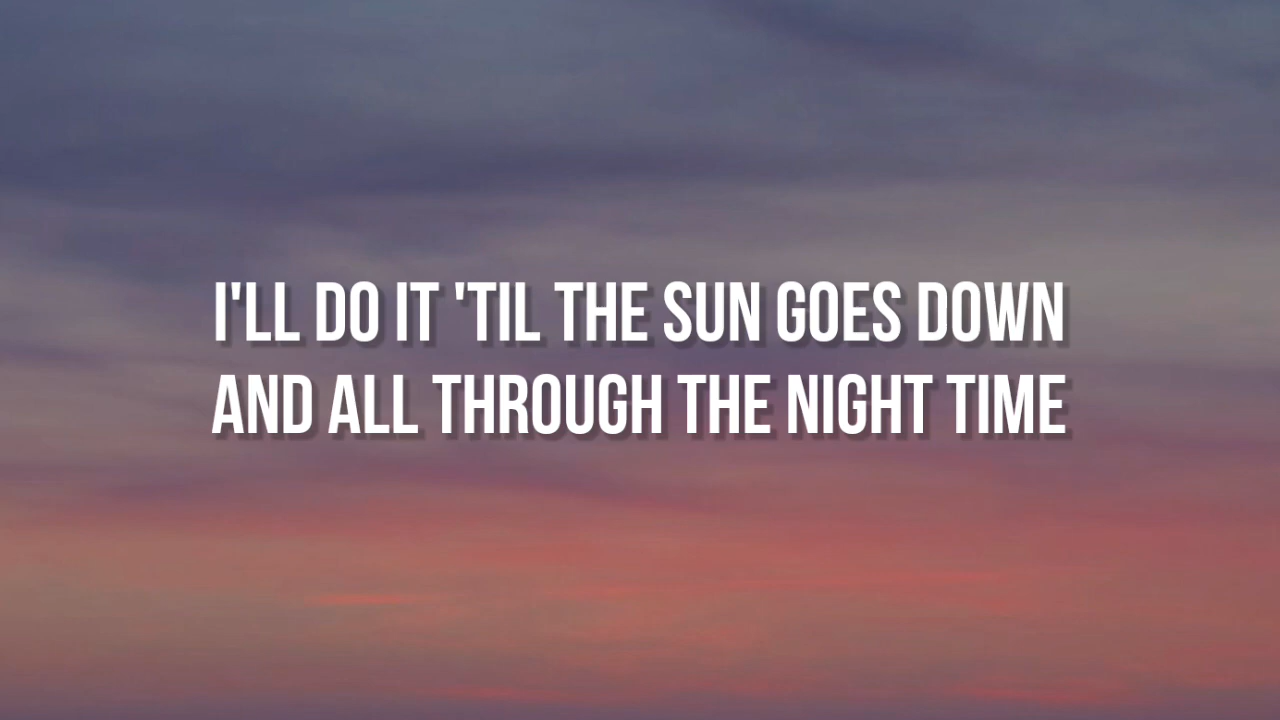 I'LL DO IT 'TIL THE SUN GOES DOWN
AND ALL THROUGH THE NIGHT TIME